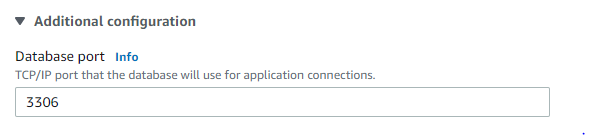 Additional configuration
Database port Info
TCP/IP port that the database will use for application connections.
3306
.